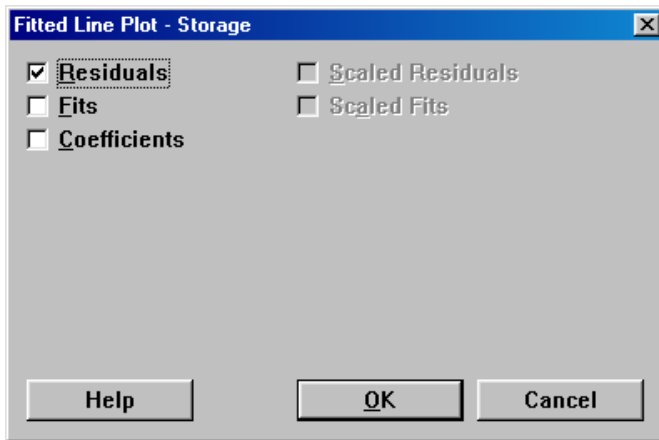 Fitted Line Plot - Storage
Residuals
Scaled Residuals
Fits
Scaled Fits
Coefficients
Help
OK
Cancel